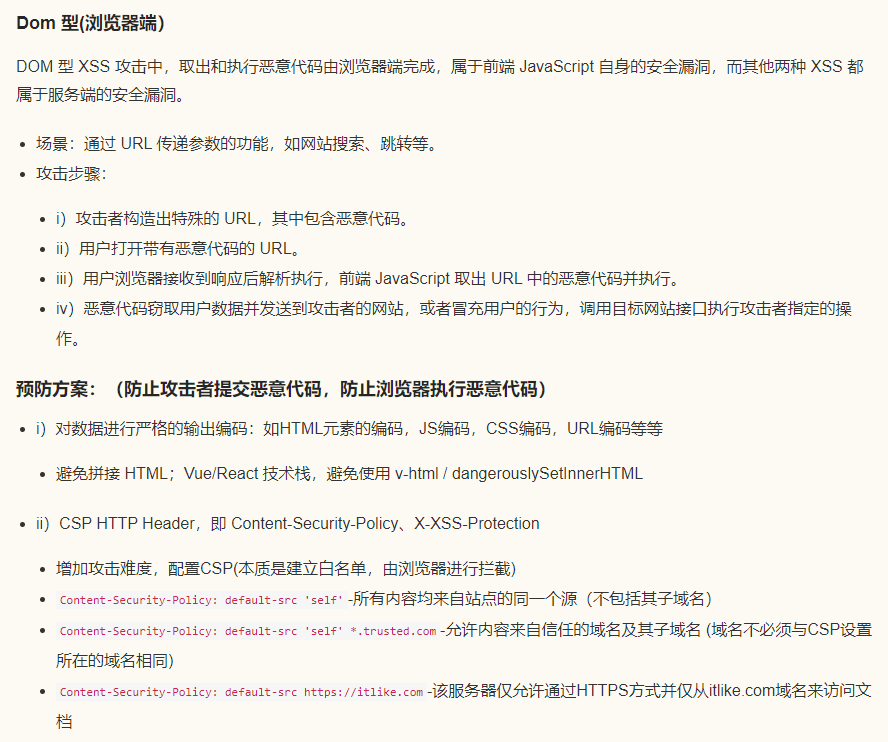 Dom 型(浏览器端）
DOM 型 XSS 攻击中，取出和执行恶意代码由浏览器端完成，属于前端 JavaScript 自身的安全漏洞，而其他两种 XSS 都
属于服务端的安全漏洞。
• 场景：通过 URL 传递参数的功能，如网站搜索、跳转等。
• 攻击步骤：
• i）攻击者构造出特殊的 URL，其中包含恶意代码。
• ii）用户打开带有恶意代码的 URL。
• iii）用户浏览器接收到响应后解析执行，前端 JavaScript 取出 URL 中的恶意代码并执行。
• iv）恶意代码窃取用户数据并发送到攻击者的网站，或者冒充用户的行为，调用目标网站接口执行攻击者指定的操
作。
预防方案：（防止攻击者提交恶意代码，防止浏览器执行恶意代码）
• i）对数据进行严格的输出编码：如HTML元素的编码，JS编码，CSS编码，URL编码等等
• 避免拼接 HTML；Vue/React 技术栈，避免使用 v-html / dangerouslySetInnerHTML
• ii）CSP HTTP Header，即 Content-Security-Policy、X-XSS-Protection
• 增加攻击难度，配置CSP(本质是建立白名单，由浏览器进行拦截)
• Content-Security-Policy: default-src 'self' -所有内容均来自站点的同一个源（不包括其子域名）
• Content-Security-Policy: default-src 'self' *.trusted.com -允许内容来自信任的域名及其子域名 (域名不必须与CSP设置
所在的域名相同)
• Content-Security-Policy: default-src https://itlike.com -该服务器仅允许通过HTTPS方式并仅从itlike.com域名来访问文
档